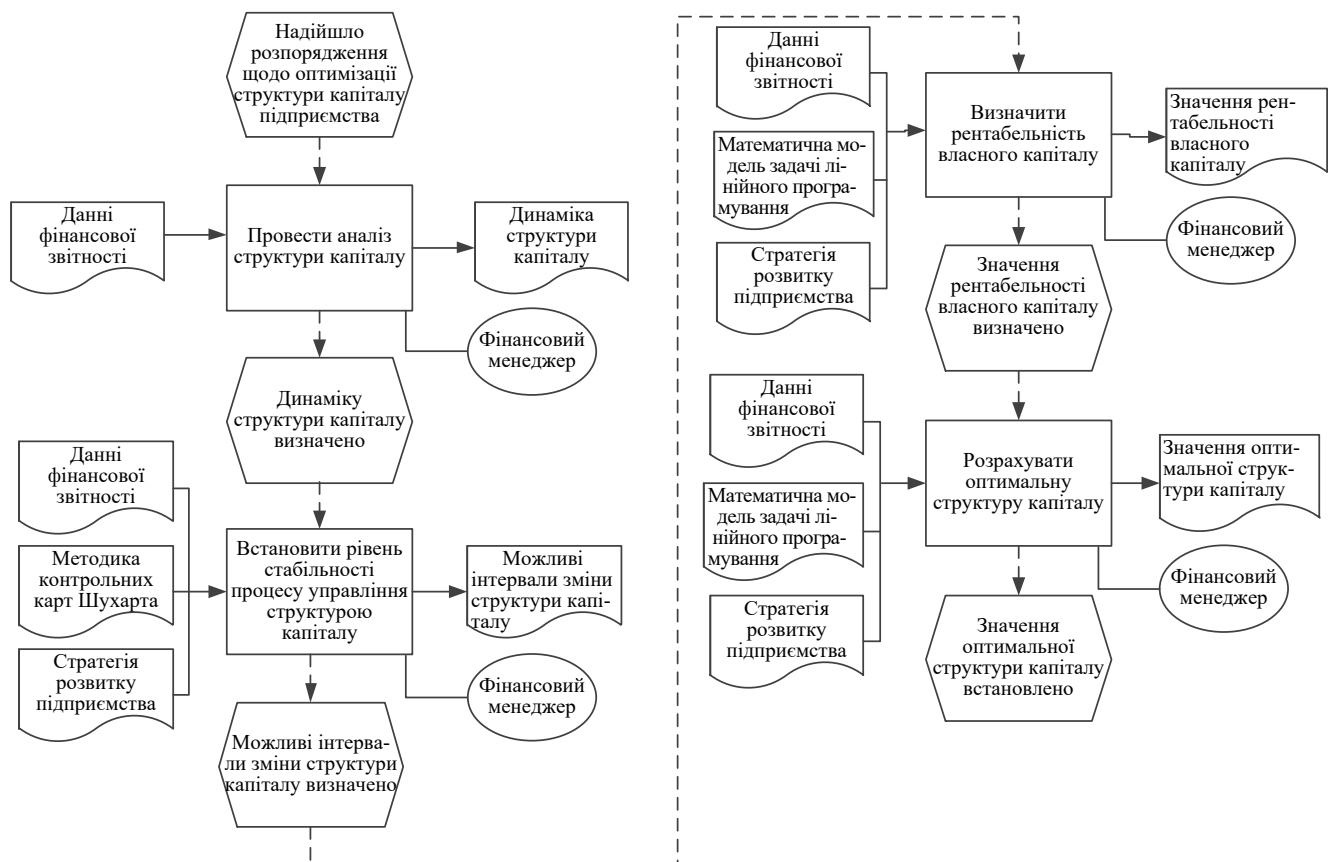 Надійшло
розпорядження
щодо оптимізації
структури капіталу
підприємства
Данні
фінансової
звітності
Провести аналіз
структури капіталу
Динаміка
структури
капіталу
Фінансовий
менеджер
Динаміку
структури капіталу
визначено
Данні
фінансової
звітності
Методика
контрольних
карт Шухарта
Стратегія
розвитку
підприємства
Встановити рівень
стабільності
процесу управління
структурою
капіталу
Можливі
інтервали зміни
структури капі-
талу
Фінансовий
менеджер
Можливі інтерва-
ли зміни структури
капіталу визначено
Данні
фінансової
звітності
Математична мо-
дель задачі лі-
нійного програ-
мування
Стратегія
розвитку
підприємства
Визначити
рентабельність
власного капіталу
Значення рен-
табельності
власного
капіталу
Фінансовий
менеджер
Значення
рентабельності
власного капіталу
визначено
Данні
фінансової
звітності
Математична мо-
дель задачі лі-
нійного програ-
мування
Стратегія
розвитку
підприємства
Розрахувати
оптимальну
структуру капіталу
Значення опти-
мальної струк-
тури капіталу
Фінансовий
менеджер
Значення
оптимальної
структури капіталу
встановлено